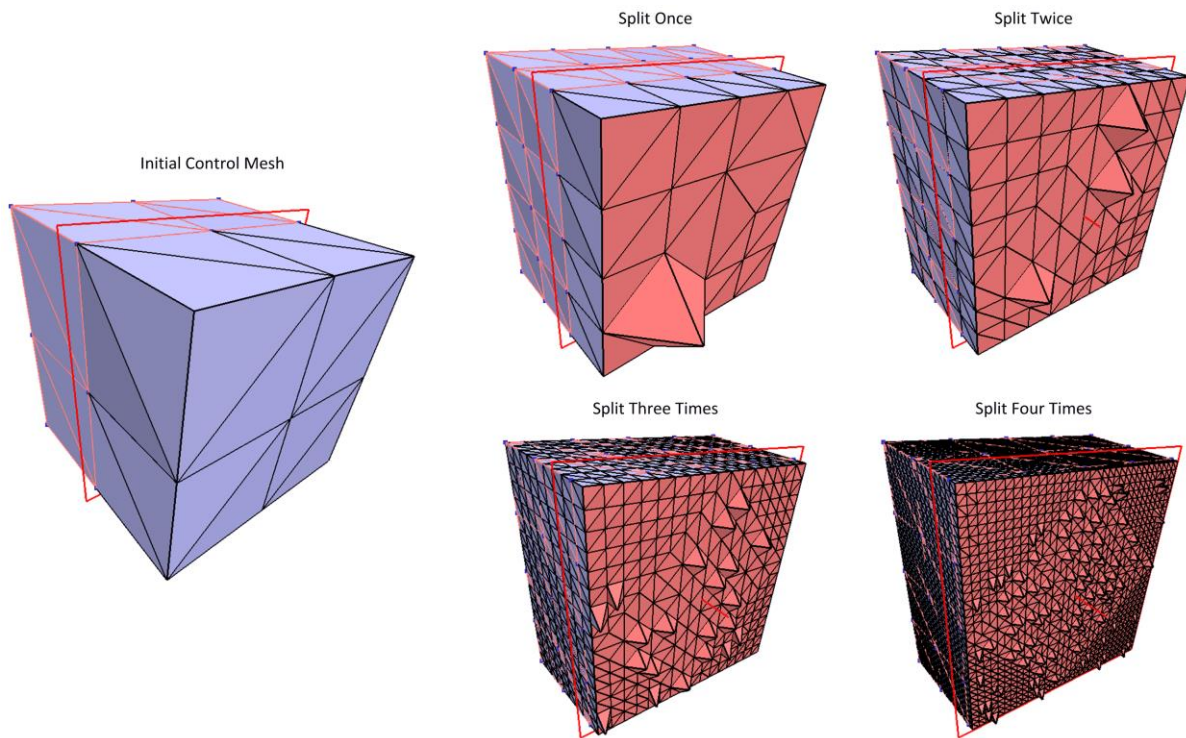 Initial Control Mesh
Split Once
Split Twice
Split Three Times
Split Four Times